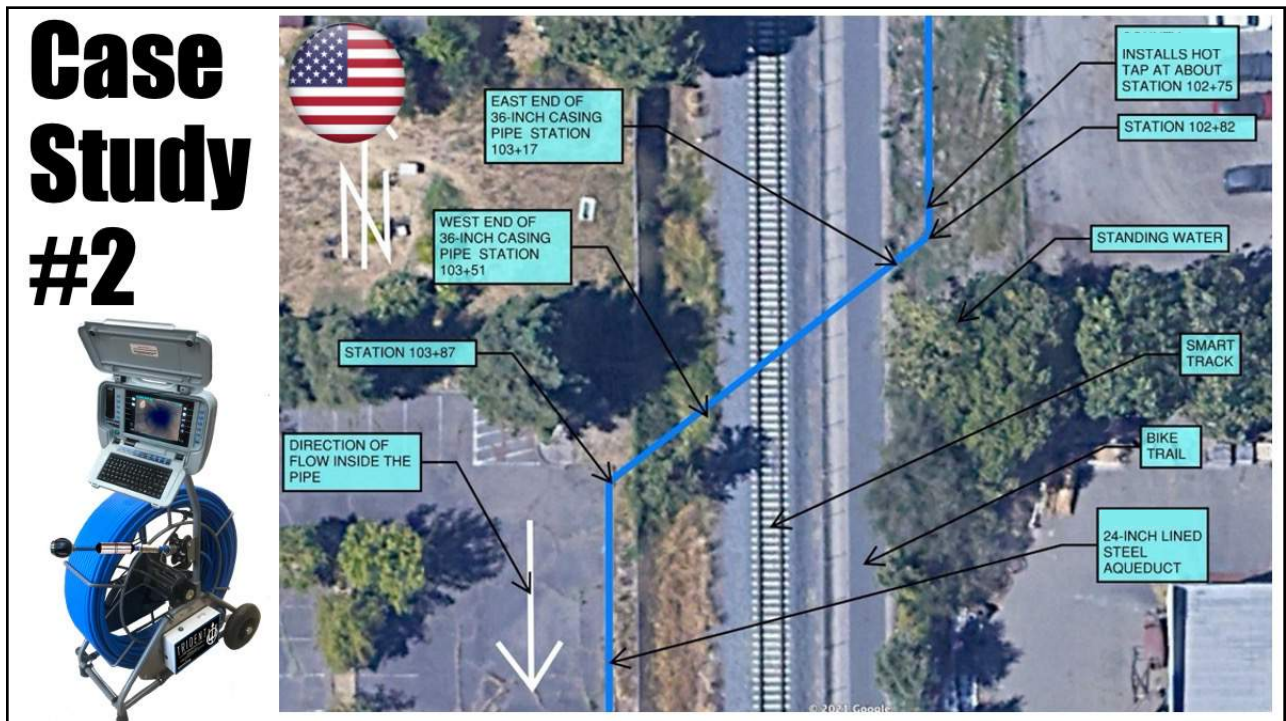 Case
Study
#2
INSTALLS HOT
TAP AT ABOUT
STATION 102+75
EAST END OF
36-INCH CASING
PIPE STATION
103+17
STATION 102+82
N
WEST END OF
36-INCH CASING
PIPE STATION
103+51
STANDING WATER
STATION 103+87
SMART
TRACK
DIRECTION OF
FLOW INSIDE THE
PIPE
BIKE
TRAIL
24-INCH LINED
STEEL
AQUEDUCT
TRIDENT
© 2021 Google